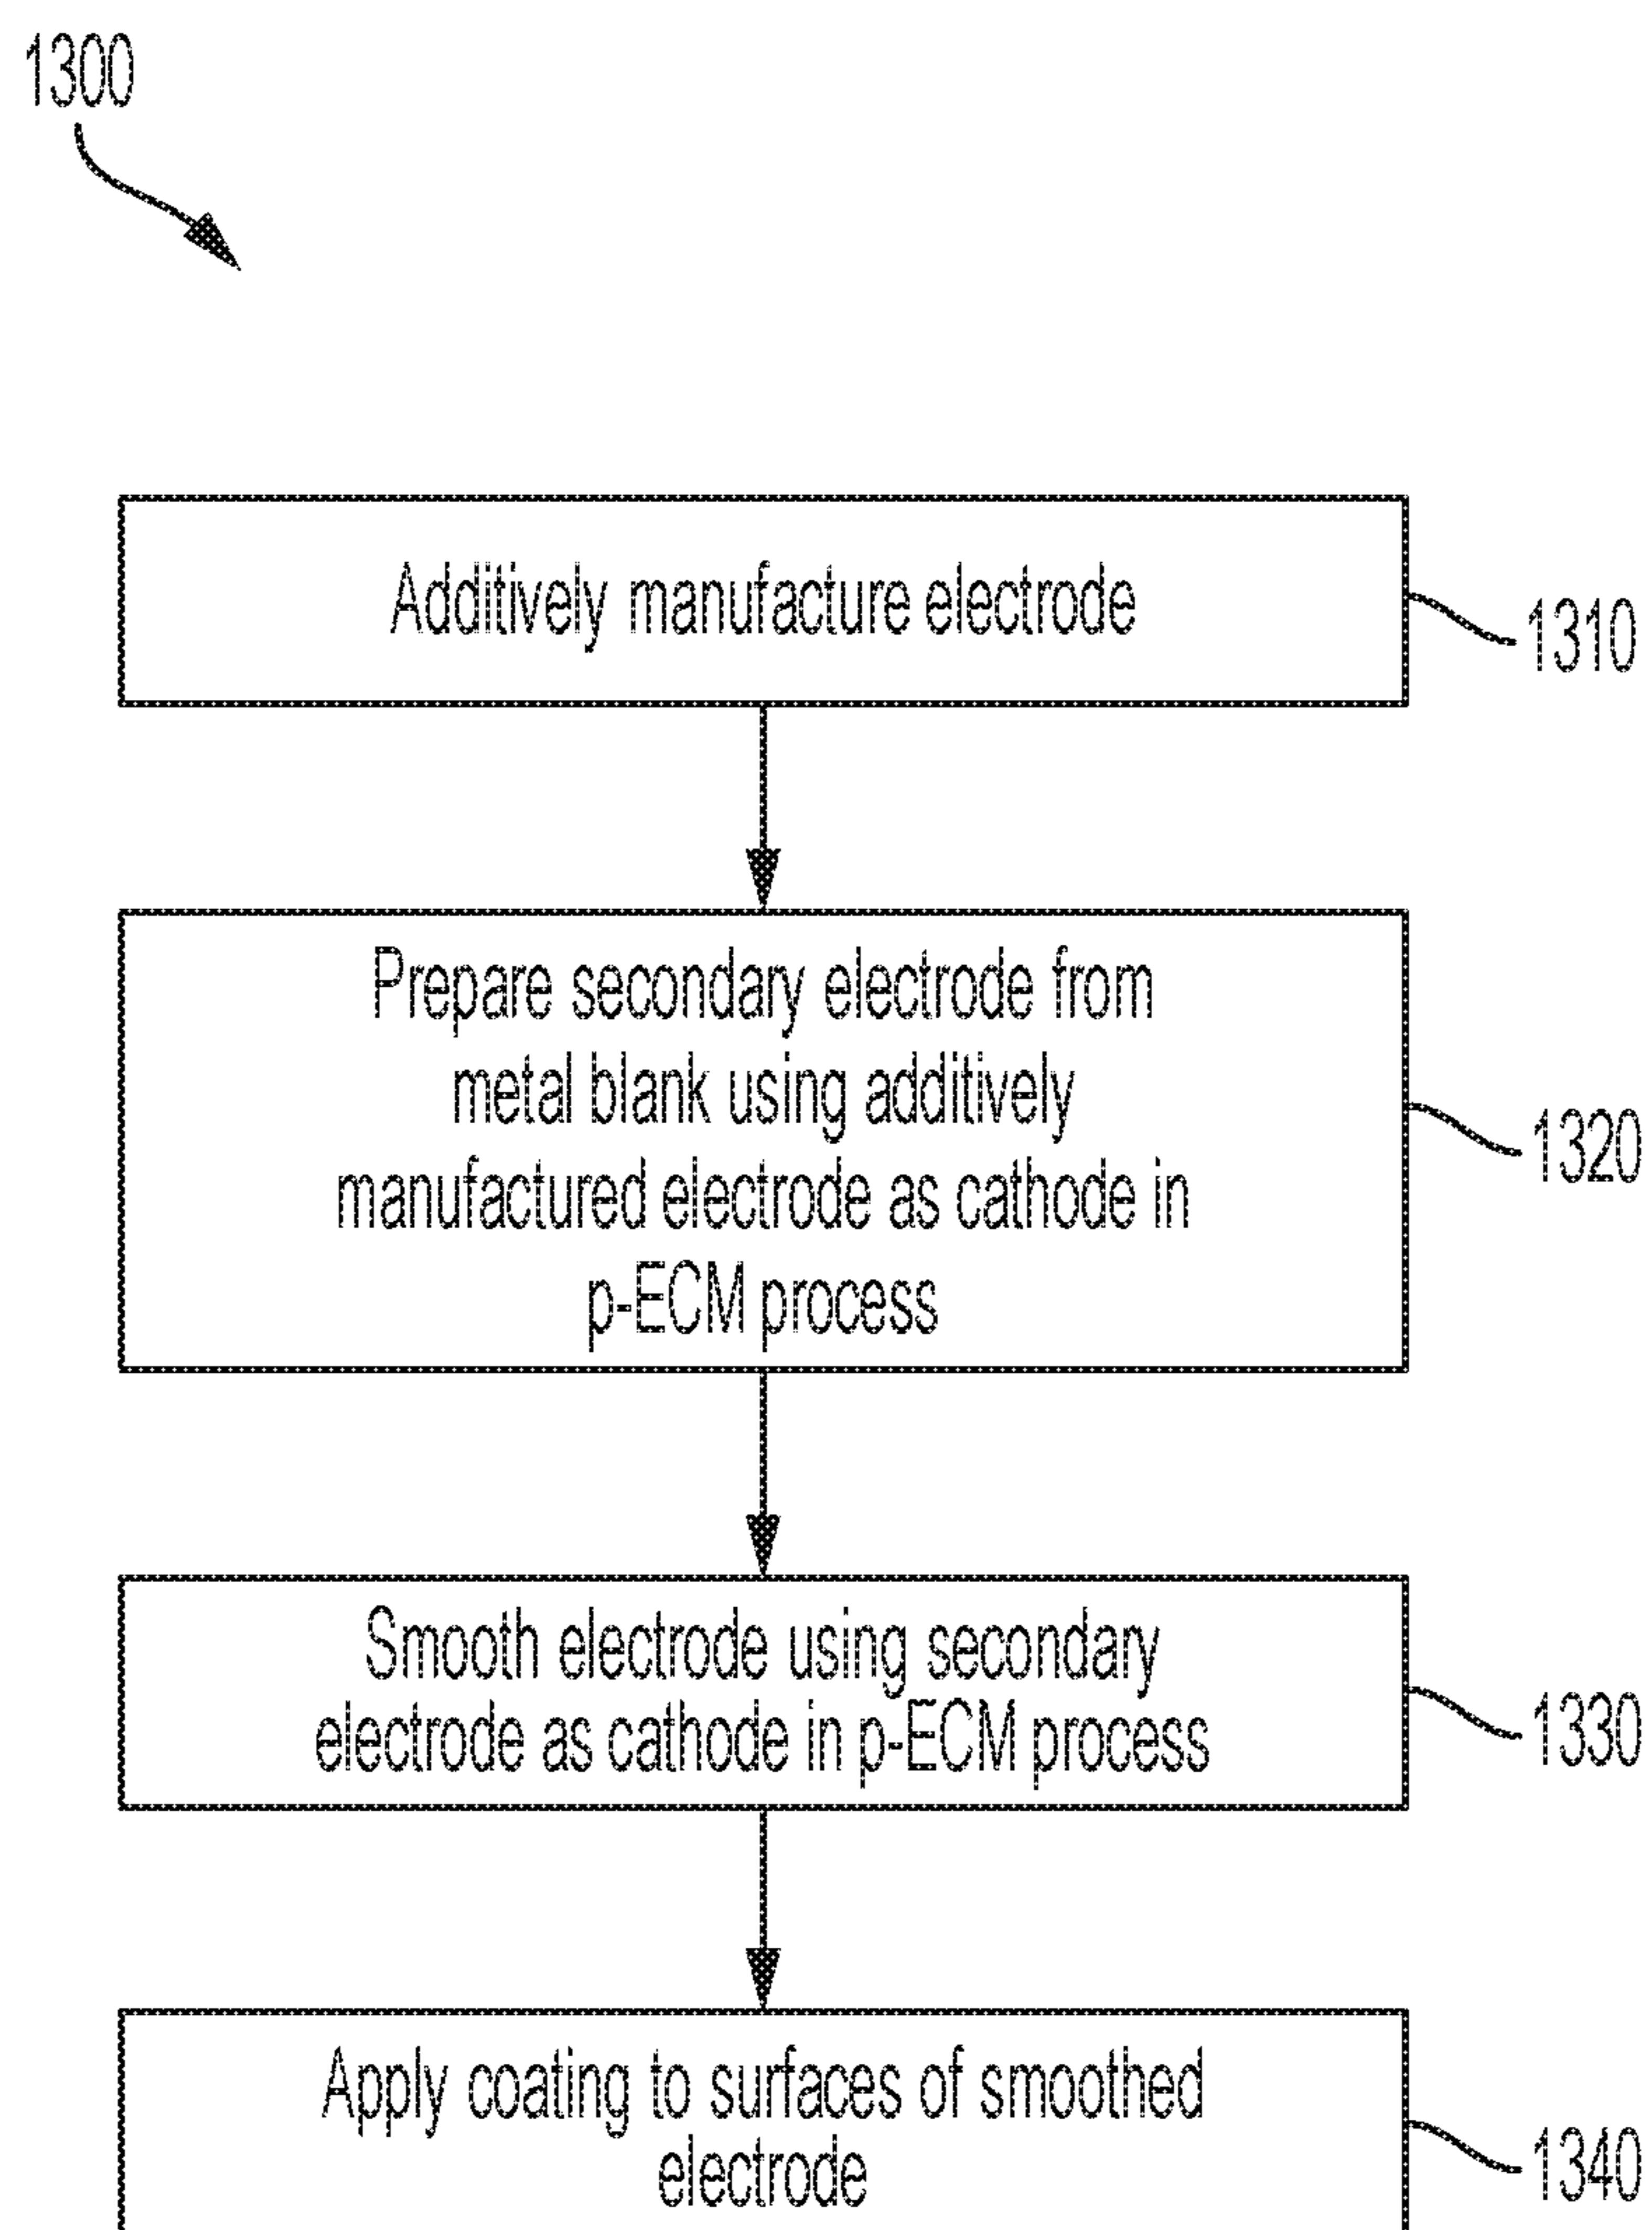 1300
Additively manufacture electrode
1310
Prepare secondary electrode from
metal blank using additively
manufactured electrode as cathode in
p-ECM process
1320
Smooth electrode using secondary
electrode as cathode in p-ECM process
1330
Apply coating to surfaces of smoothed
electrode
1340